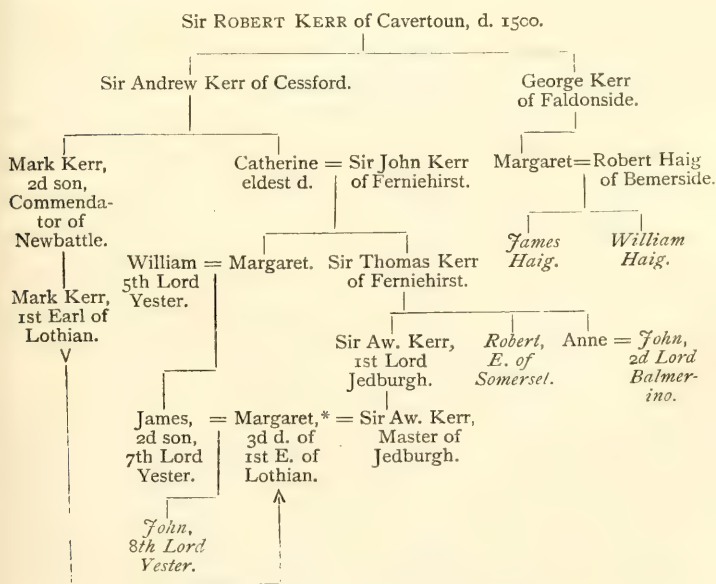 Sir ROBERT KERR of Cavertoun, d. 1500.
Sir Andrew Kerr of Cessford.
George Kerr
of Faldonside.
Mark Kerr,
2d son,
Commenda-
tor of
Newbattle.
Catherine = Sir John Kerr
eldest d. of Ferniehirst.
Margaret=Robert Haig
of Bemerside.
James
Haig.
William
Haig.
Mark Kerr,
1st Earl of
Lothian.
William = Margaret.
5th Lord
Yester.
Sir Thomas Kerr
of Ferniehirst.
Sir Aw. Kerr,
1st Lord
Jedburgh.
Robert,
E. of
Somerset.
Anne = John,
2d Lord
Balmer-
ino.
James, = Margaret,* = Sir Aw. Kerr,
2d son, 3d d. of Master of
7th Lord 1st E. of Jedburgh.
Yester. Lothian.
John,
8th Lord
Yester.